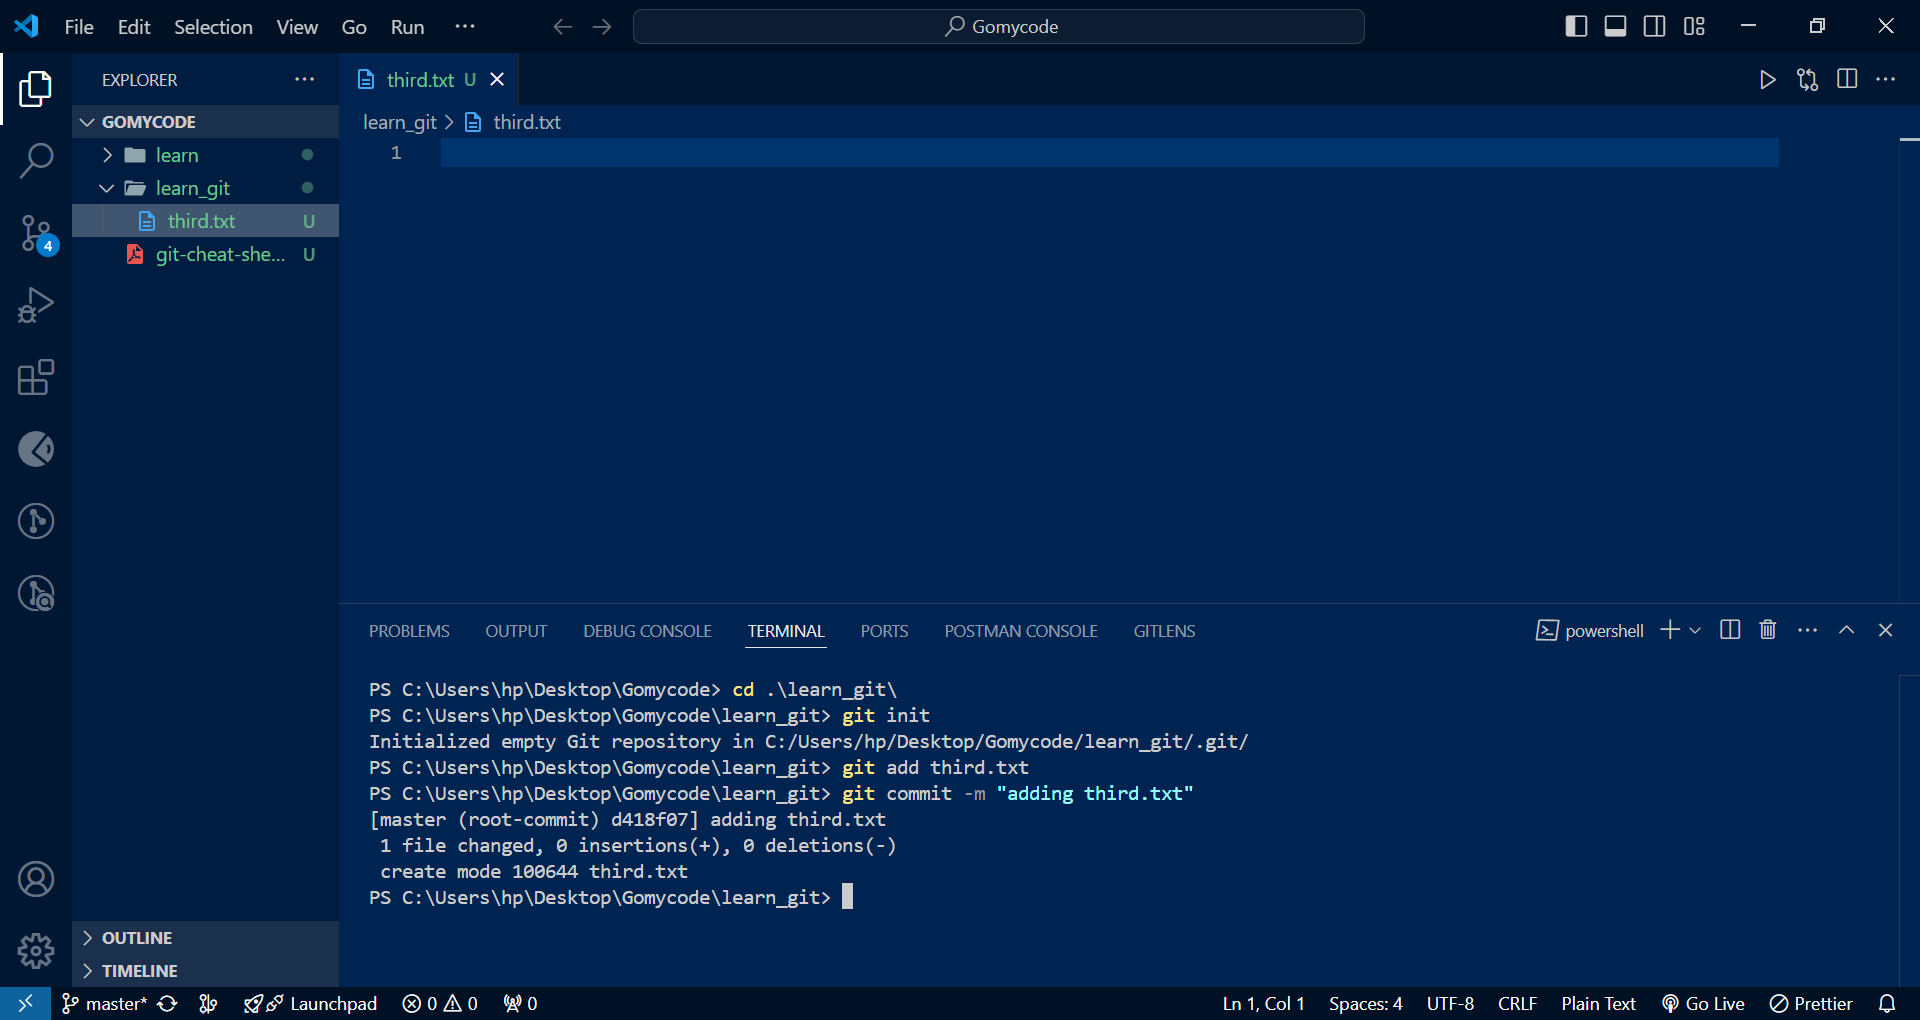 File Edit Selection View Go Run ··· Gomycode
EXPLORER ···
third.txt U
GOMYCODE
learn
learn_git
third.txt U
git-cheat-she... U
4
learn_git > third.txt
1
PROBLEMS OUTPUT DEBUG CONSOLE TERMINAL PORTS POSTMAN CONSOLE GITLENS powershell
PS C:\Users\hp\Desktop\Gomycode> cd .\learn_git\
PS C:\Users\hp\Desktop\Gomycode\learn_git> git init
Initialized empty Git repository in C:/Users/hp/Desktop/Gomycode/learn_git/.git/
PS C:\Users\hp\Desktop\Gomycode\learn_git> git add third.txt
PS C:\Users\hp\Desktop\Gomycode\learn_git> git commit -m "adding third.txt"
[master (root-commit) d418f07] adding third.txt
 1 file changed, 0 insertions(+), 0 deletions(-)
 create mode 100644 third.txt
PS C:\Users\hp\Desktop\Gomycode\learn_git>
OUTLINE
TIMELINE
master* Launchpad 0 0 0 Ln 1, Col 1 Spaces: 4 UTF-8 CRLF Plain Text Go Live Prettier